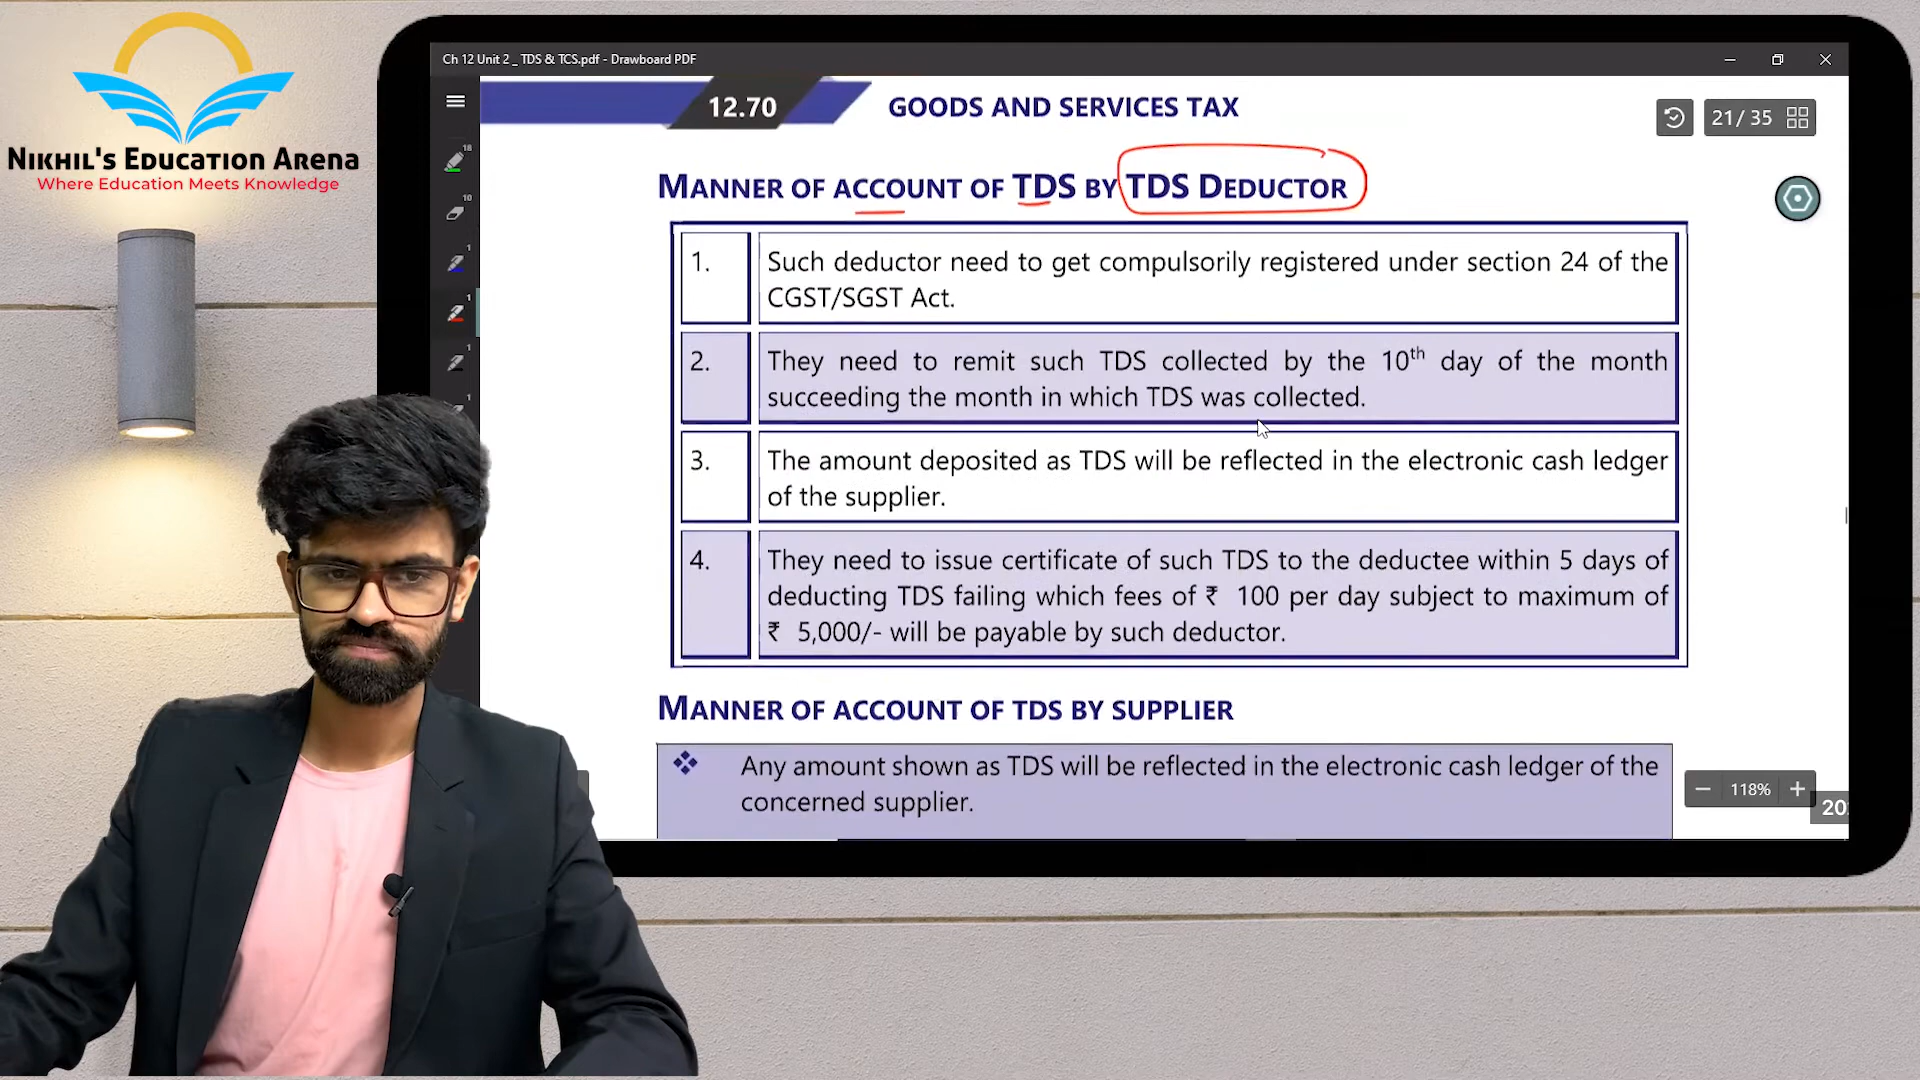 NIKHIL'S EDUCATION ARENA
Where Education Meets Knowledge
Ch 12 Unit 2 _ TDS & TCS.pdf - Drawboard PDF
12.70
GOODS AND SERVICES TAX
21 / 35
18
10
1
1
1
1
MANNER OF ACCOUNT OF TDS BY TDS DEDUCTOR
1. Such deductor need to get compulsorily registered under section 24 of the
CGST/SGST Act.
2. They need to remit such TDS collected by the 10th day of the month
succeeding the month in which TDS was collected.
3. The amount deposited as TDS will be reflected in the electronic cash ledger
of the supplier.
4. They need to issue certificate of such TDS to the deductee within 5 days of
deducting TDS failing which fees of ₹ 100 per day subject to maximum of
₹ 5,000/- will be payable by such deductor.
MANNER OF ACCOUNT OF TDS BY SUPPLIER
❖ Any amount shown as TDS will be reflected in the electronic cash ledger of the
concerned supplier.
118%